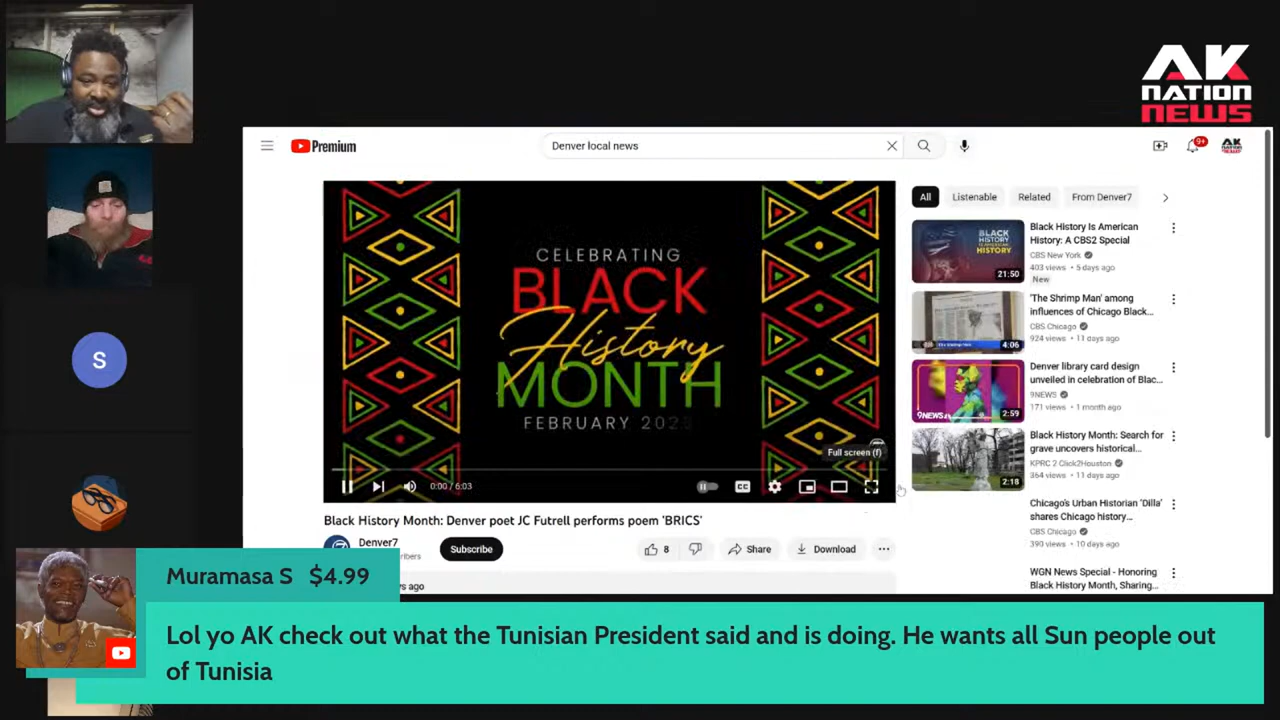 AK
NATION
NEWS
Premium
Denver local news
9+
CELEBRATING
BLACK
History
MONTH
FEBRUARY 2023
Full screen (f)
0:00 / 6:03
CC
Black History Month: Denver poet JC Futrell performs poem 'BRICS'
Denver7
Subscribe
8
Share
Download
All
Listenable
Related
From Denver7
BLACK
HISTORY
21:50
Black History Is American
History: A CBS2 Special
CBS New York
403 views • 5 days ago
New
4:06
'The Shrimp Man' among
influences of Chicago Black...
CBS Chicago
924 views • 11 days ago
9NEWS
2:59
Denver library card design
unveiled in celebration of Blac...
9NEWS
171 views • 1 month ago
2:18
Black History Month: Search for
grave uncovers historical...
KPRC 2 Click2Houston
364 views • 11 days ago
Chicago's Urban Historian 'Dilla'
shares Chicago history...
CBS Chicago
390 views • 10 days ago
WGN News Special - Honoring
Black History Month, Sharing...
S
Muramasa S $4.99
Lol yo AK check out what the Tunisian President said and is doing. He wants all Sun people out
of Tunisia